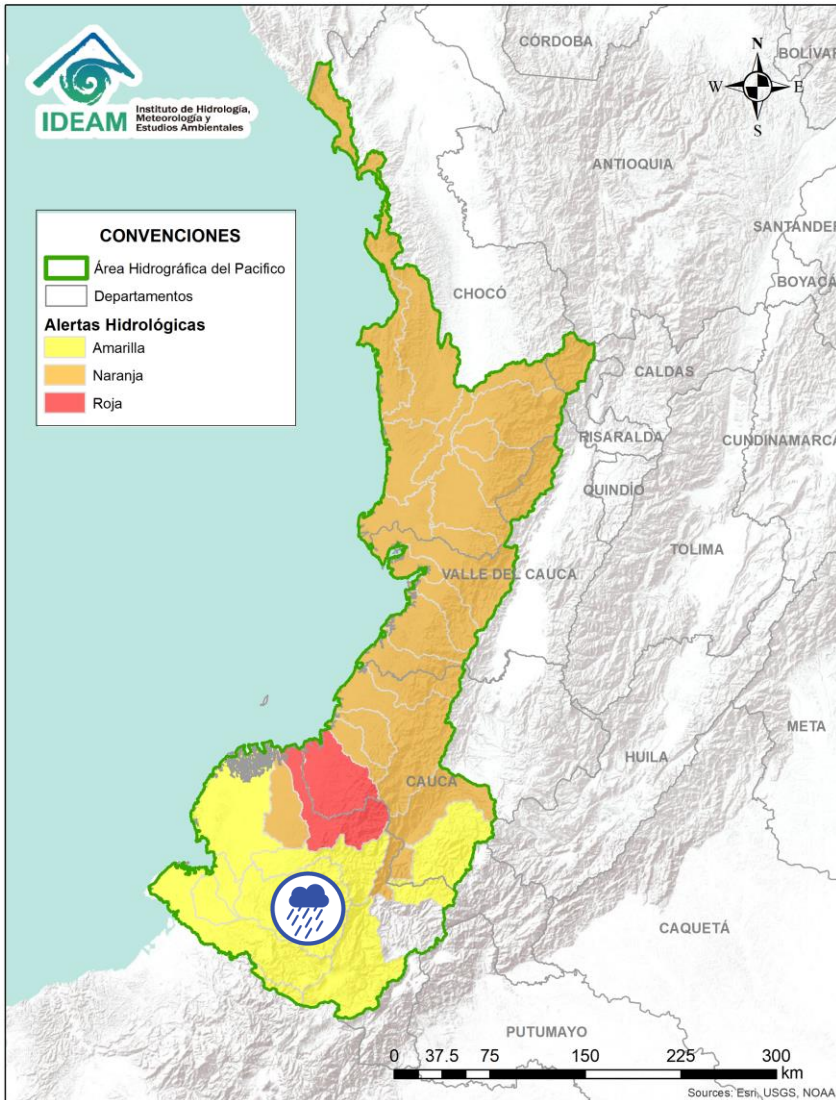 IDEAM
Instituto de Hidrología,
Meteorología y
Estudios Ambientales
CÓRDOBA
BOLÍVAR
N
W
E
S
ANTIOQUIA
SANTANDER
CONVENCIONES
Área Hidrográfica del Pacifico
Departamentos
Alertas Hidrológicas
Amarilla
Naranja
Roja
BOYACÁ
CHOCÓ
CALDAS
RISARALDA
CUNDINAMARCA
QUINDÍO
TOLIMA
VALLE DEL CAUCA
META
HUILA
CAUCA
CAQUETÁ
PUTUMAYO
0 37.5 75 150 225 300
km
Sources: Esri, USGS, NOAA